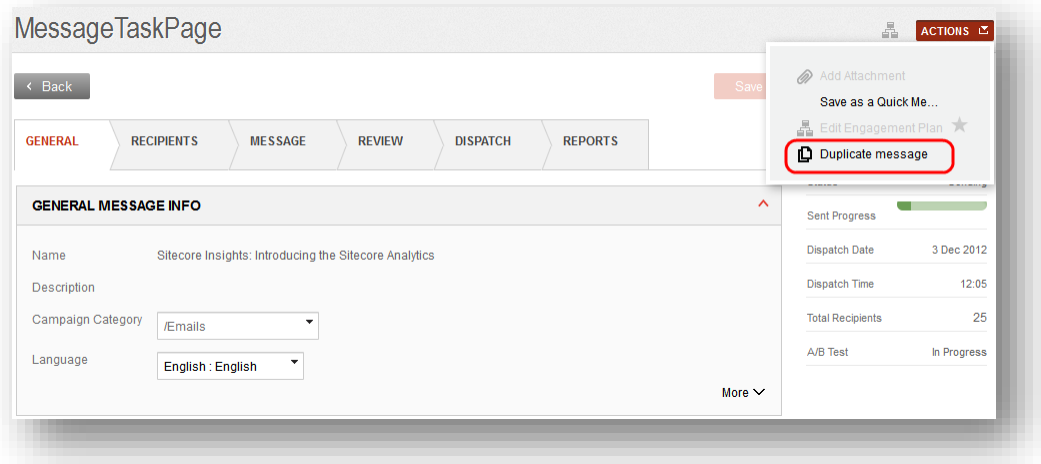 MessageTaskPage
ACTIONS
< Back
Save
Add Attachment
Save as a Quick Me...
Edit Engagement Plan
Duplicate message
GENERAL
RECIPIENTS
MESSAGE
REVIEW
DISPATCH
REPORTS
GENERAL MESSAGE INFO
Name Sitecore Insights: Introducing the Sitecore Analytics
Description
Campaign Category /Emails
Language English : English
More
Status Sending
Sent Progress
Dispatch Date 3 Dec 2012
Dispatch Time 12:05
Total Recipients 25
A/B Test In Progress